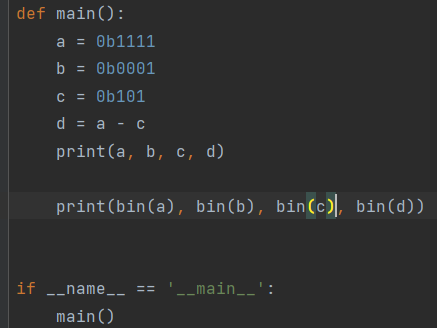 def main():
    a = 0b1111
    b = 0b0001
    c = 0b101
    d = a - c
    print(a, b, c, d)

    print(bin(a), bin(b), bin(c), bin(d))


if __name__ == '__main__':
    main()